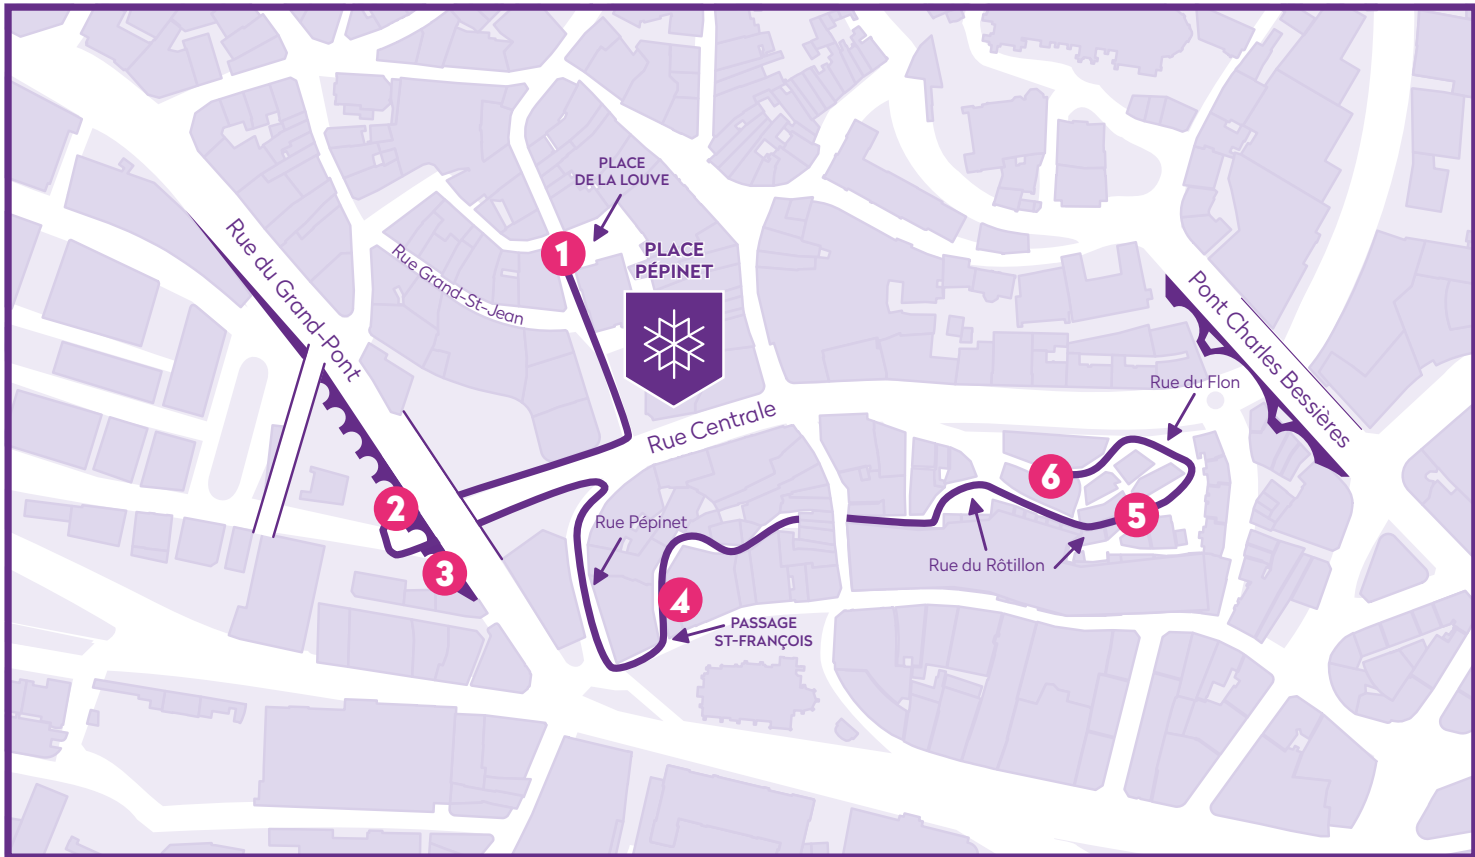 PLACE
DE LA LOUVE
1
PLACE
PÉPINET
Rue du Grand-Pont
Rue Grand-St-Jean
Pont Charles Bessières
Rue du Flon
Rue Centrale
6
2
5
Rue Pépinet
Rue du Rôtillon
3
4
PASSAGE
ST-FRANÇOIS